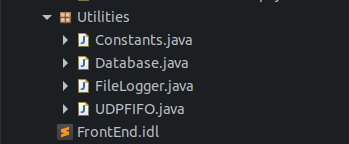 Utilities
Constants.java
Database.java
FileLogger.java
UDPFIFO.java
FrontEnd.idl